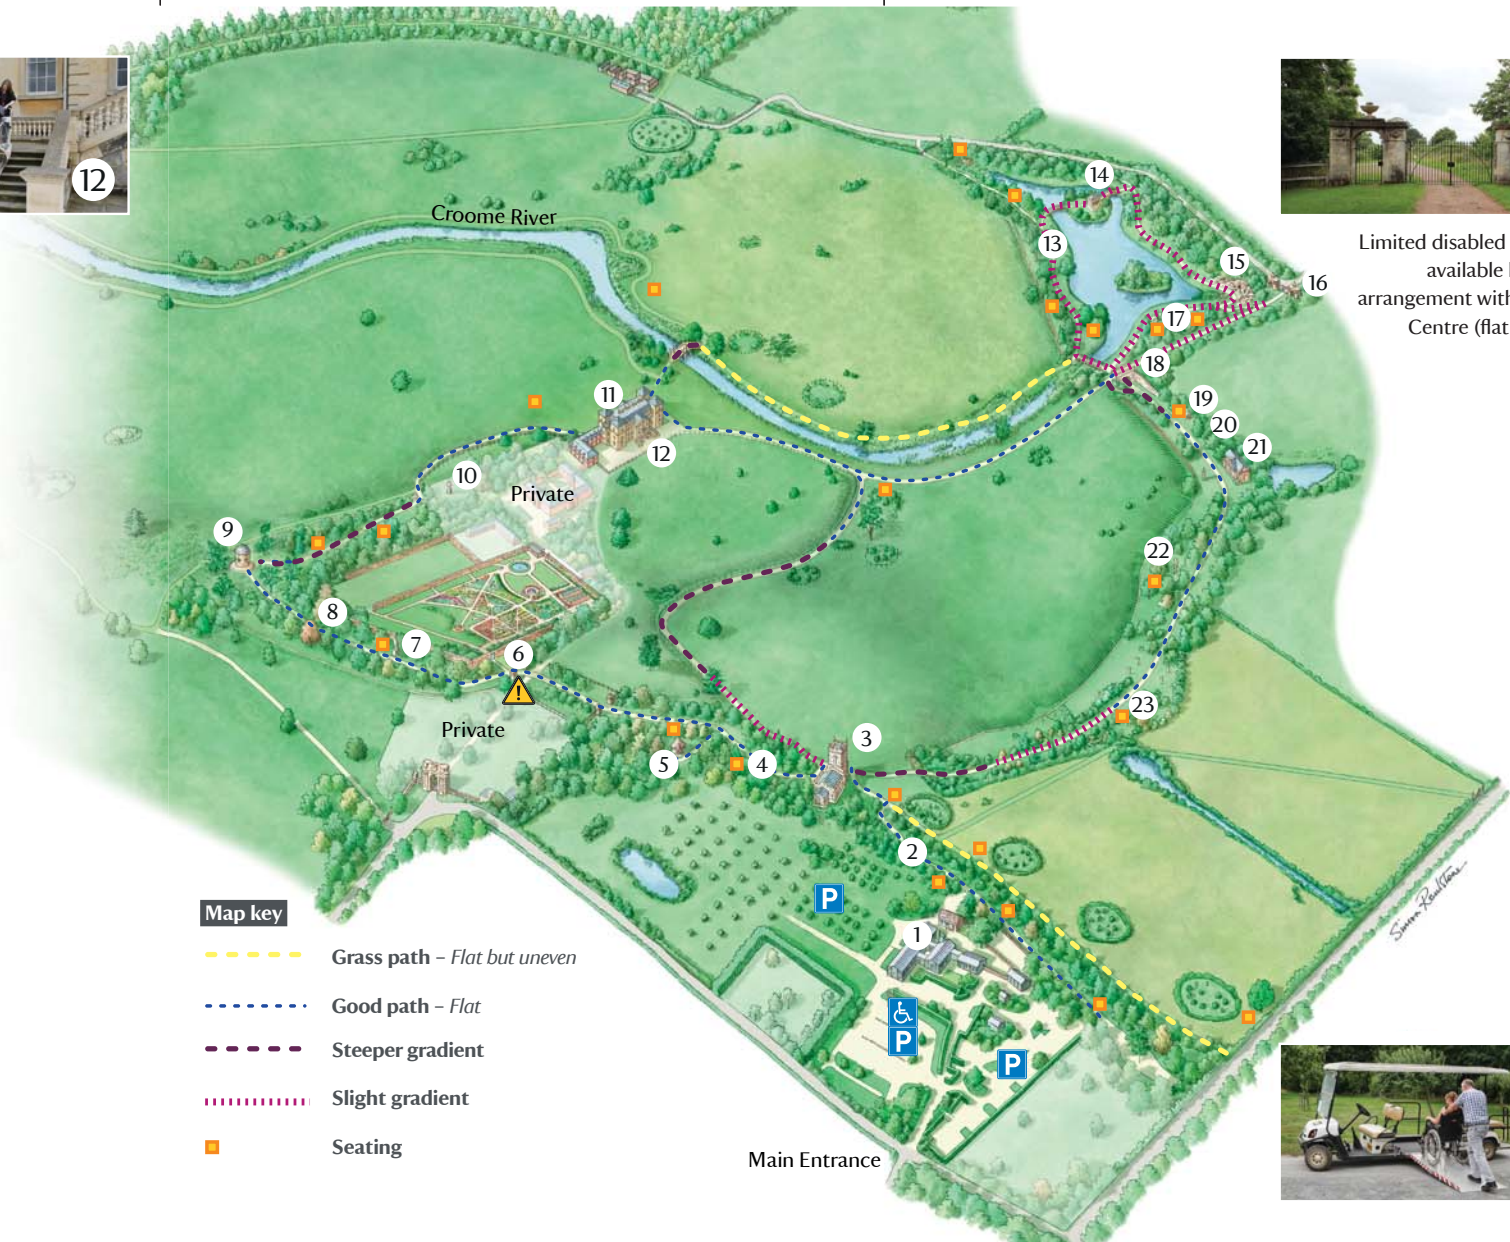 12
Croome River
14
13
15
16
17
18
Limited disabled
available
arrangement with
Centre (flat
11
12
19
20
21
10
Private
9
22
8
7
6
!
23
Private
3
5
4
2
P
1
P
P
Map key
Grass path – Flat but uneven
Good path – Flat
Steeper gradient
Slight gradient
Seating
Main Entrance
Simon